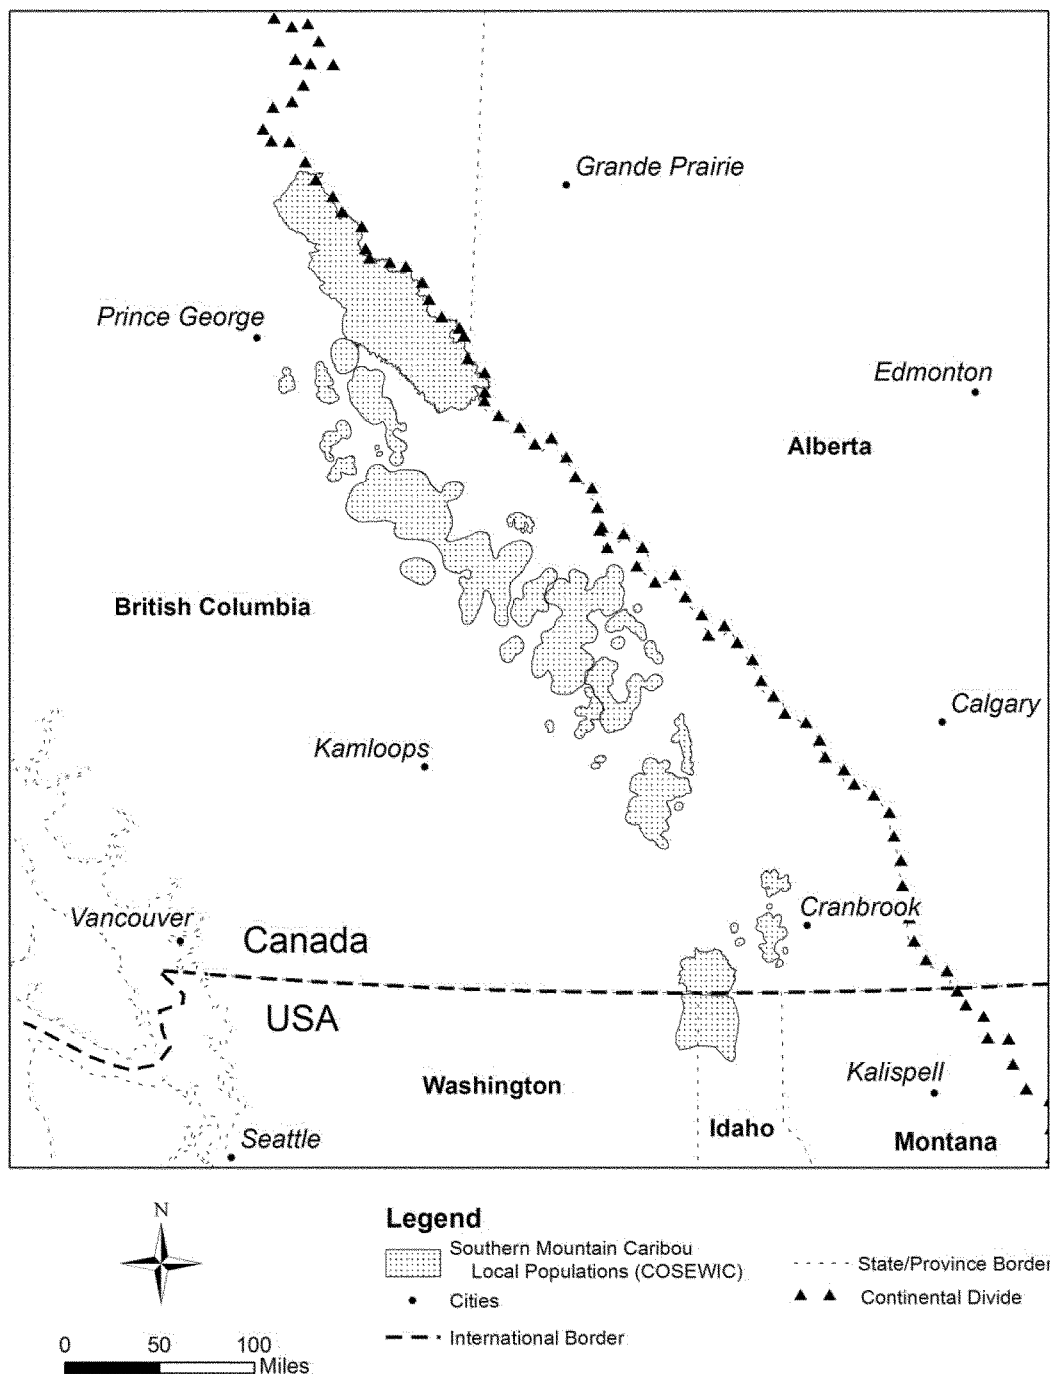 Grande Prairie
Prince George
Edmonton
Alberta
British Columbia
Calgary
Kamloops
Cranbrook
Vancouver
Canada
USA
Kalispell
Washington
Idaho
Montana
Seattle
N
Legend
Southern Mountain Caribou
Local Populations (COSEWIC)
State/Province Border
Cities
Continental Divide
International Border
0 50 100
Miles